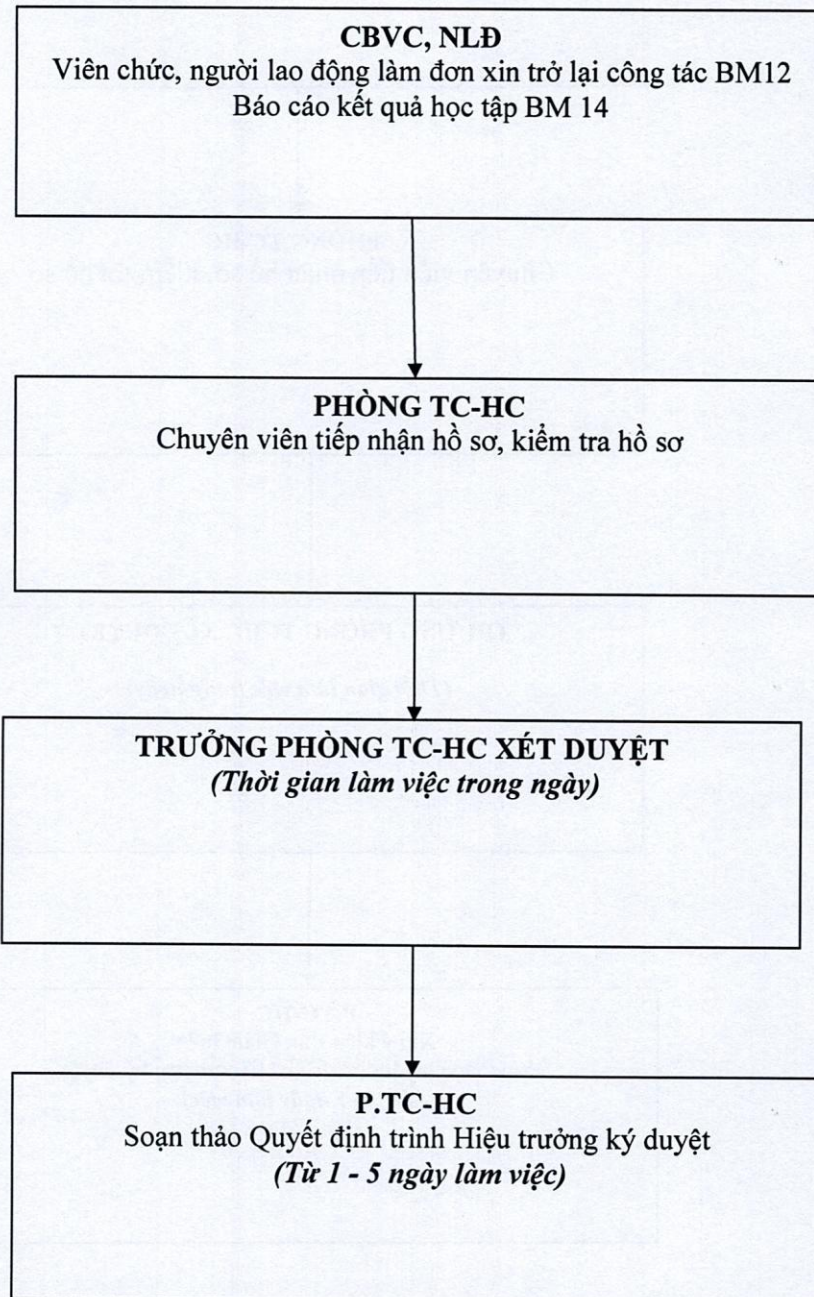 CBVC, NLĐ
Viên chức, người lao động làm đơn xin trở lại công tác BM12
Báo cáo kết quả học tập BM 14
PHÒNG TC-HC
Chuyên viên tiếp nhận hồ sơ, kiểm tra hồ sơ
TRƯỞNG PHÒNG TC-HC XÉT DUYỆT
(Thời gian làm việc trong ngày)
P.TC-HC
Soạn thảo Quyết định trình Hiệu trưởng ký duyệt
(Từ 1 - 5 ngày làm việc)